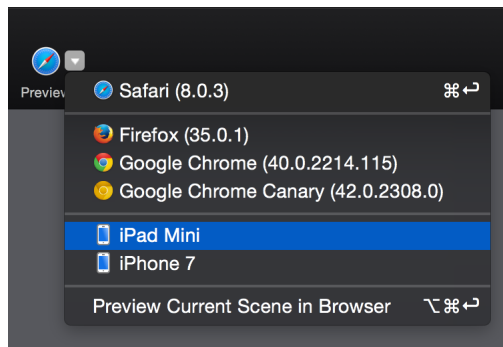 Preview
Safari (8.0.3) ⌘↩
Firefox (35.0.1)
Google Chrome (40.0.2214.115)
Google Chrome Canary (42.0.2308.0)
iPad Mini
iPhone 7
Preview Current Scene in Browser ⌥⌘↩